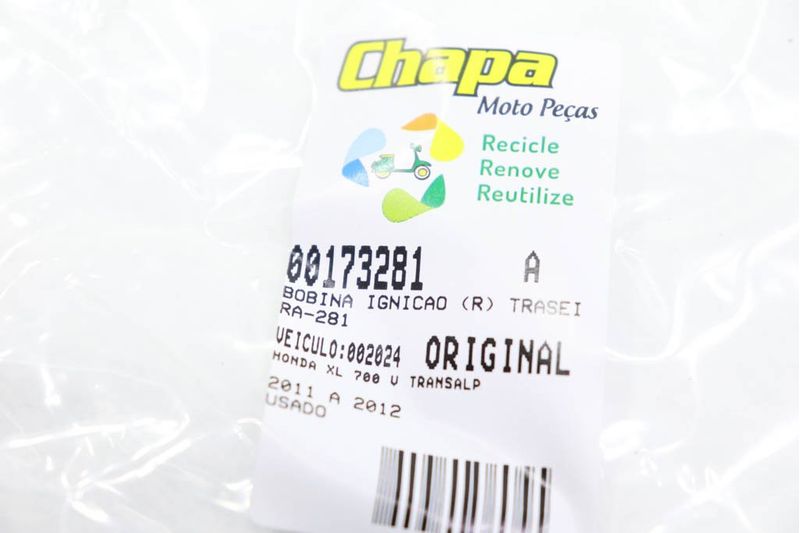 Chapa
Moto Peças
Recicle
Renove
Reutilize
00173281 A
BOBINA IGNICAO (R) TRASEI
RA-281
VEICULO:002024 ORIGINAL
HONDA XL 700 V TRANSALP
2011 A 2012
USADO